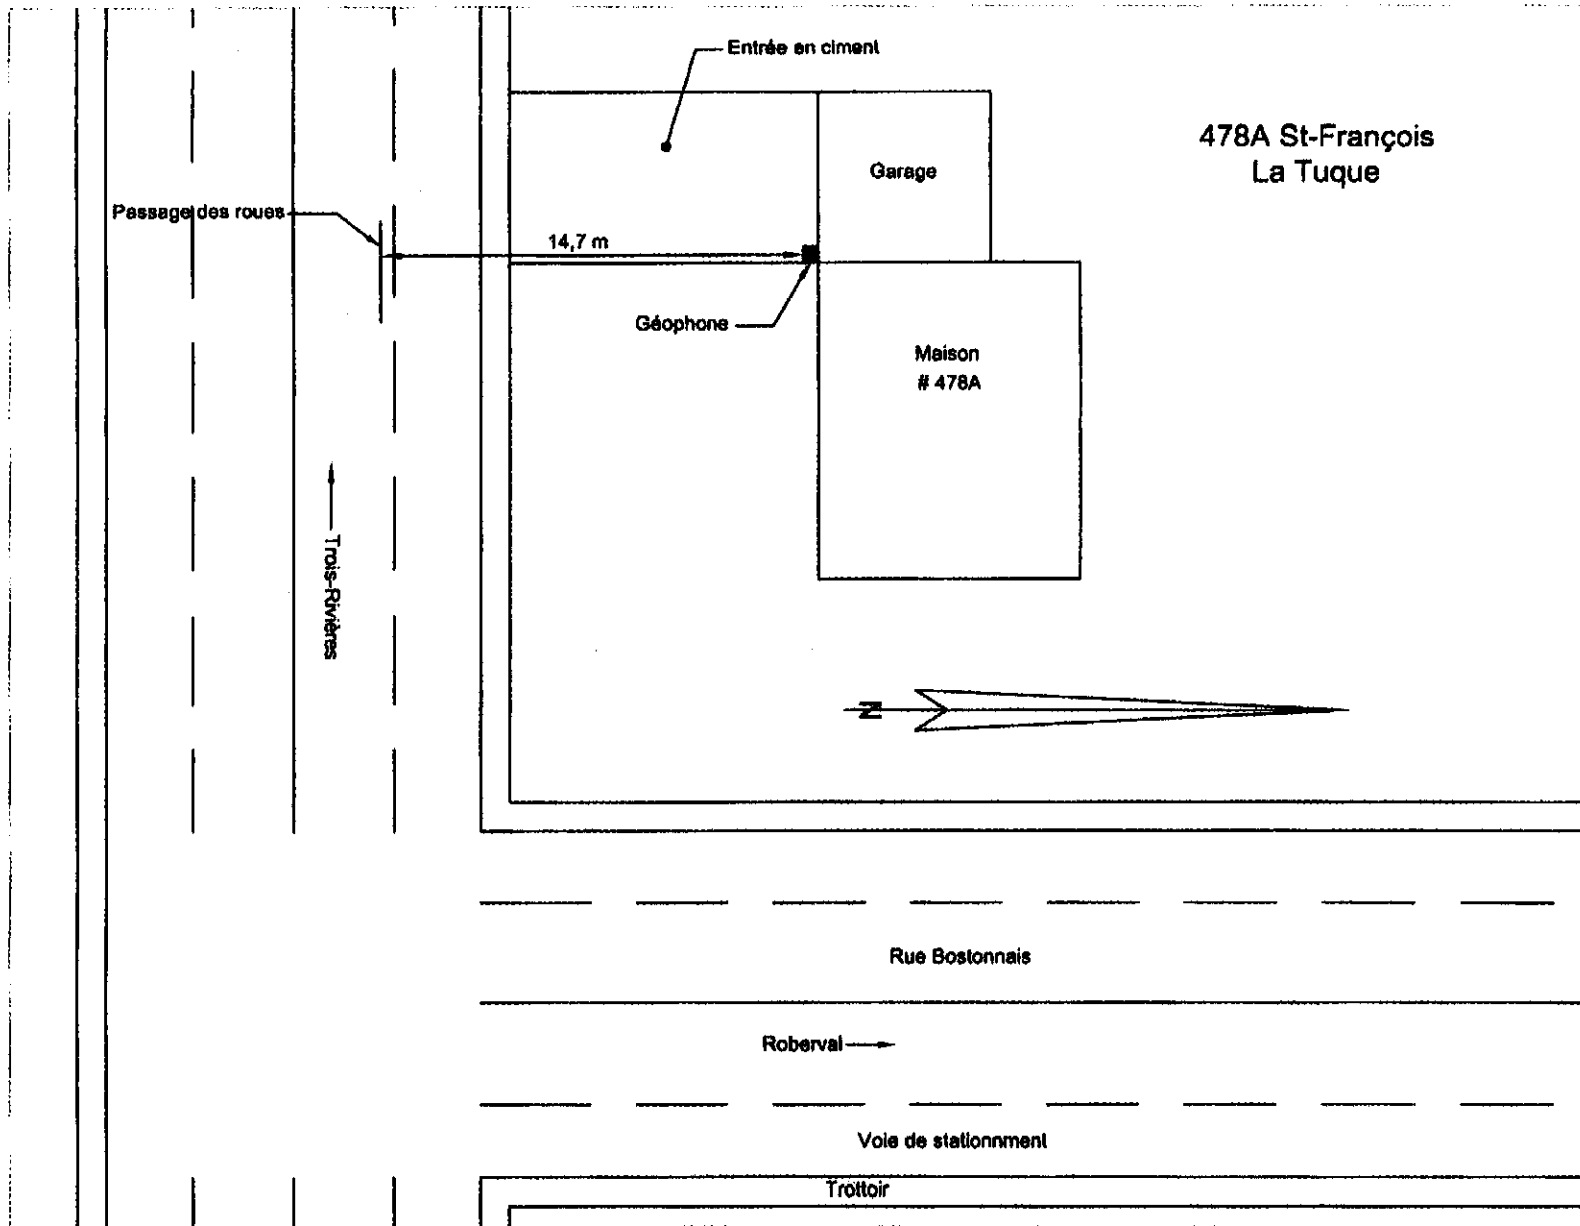 Entrée en ciment
478A St-François
La Tuque
Garage
Passage des roues
14,7 m
Géophone
Maison
# 478A
Trois-Rivières
N
Rue Bostonnais
Roberval
Voie de stationnment
Trottoir